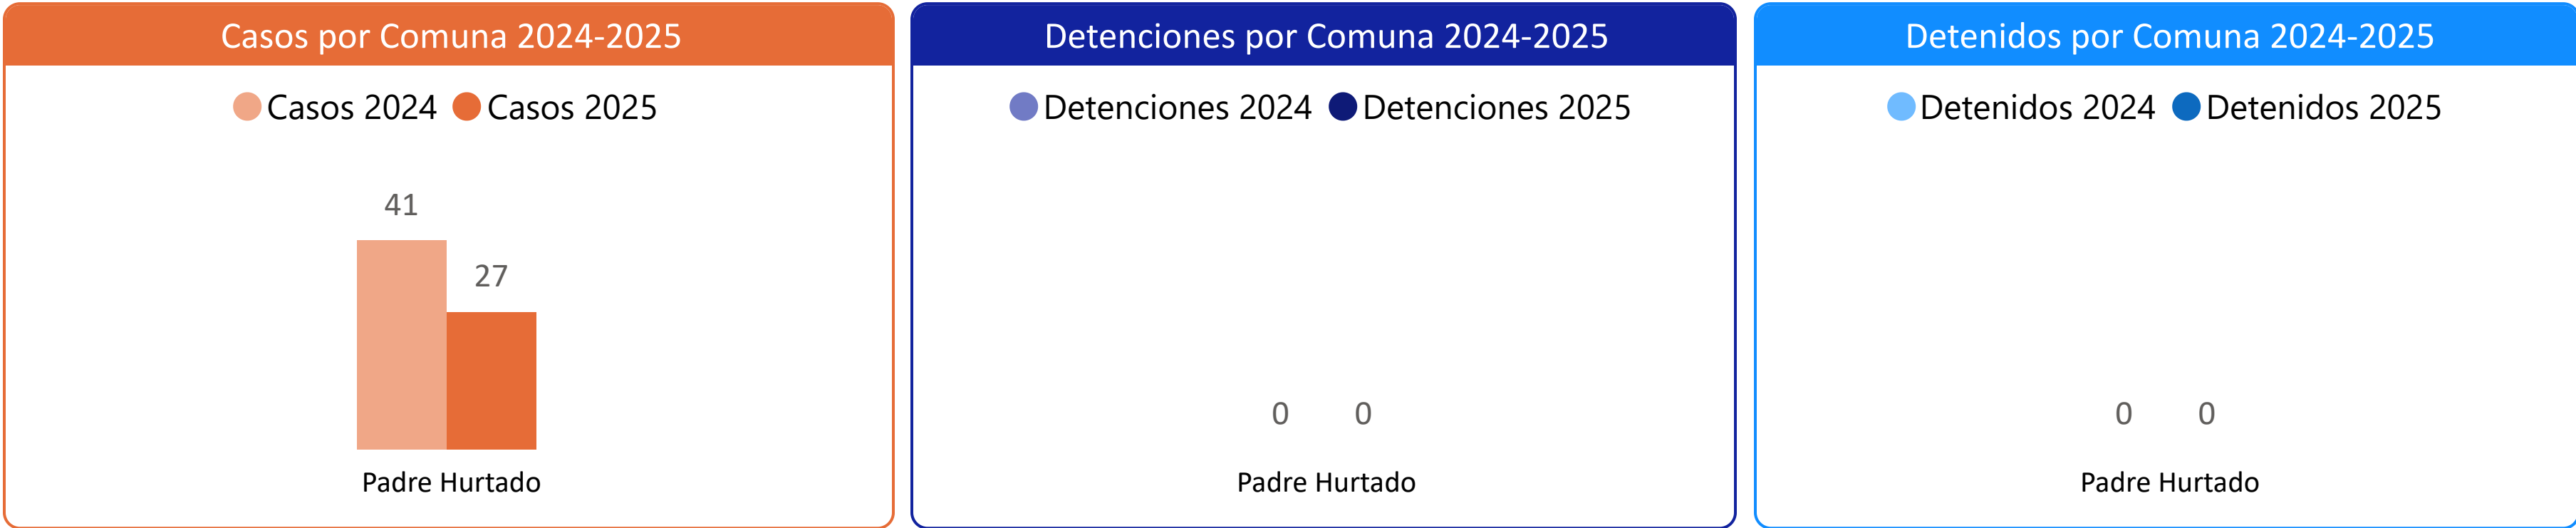 Casos por Comuna 2024-2025
Casos 2024 Casos 2025
41
27
Padre Hurtado
Detenciones por Comuna 2024-2025
Detenciones 2024 Detenciones 2025
0 0
Padre Hurtado
Detenidos por Comuna 2024-2025
Detenidos 2024 Detenidos 2025
0 0
Padre Hurtado